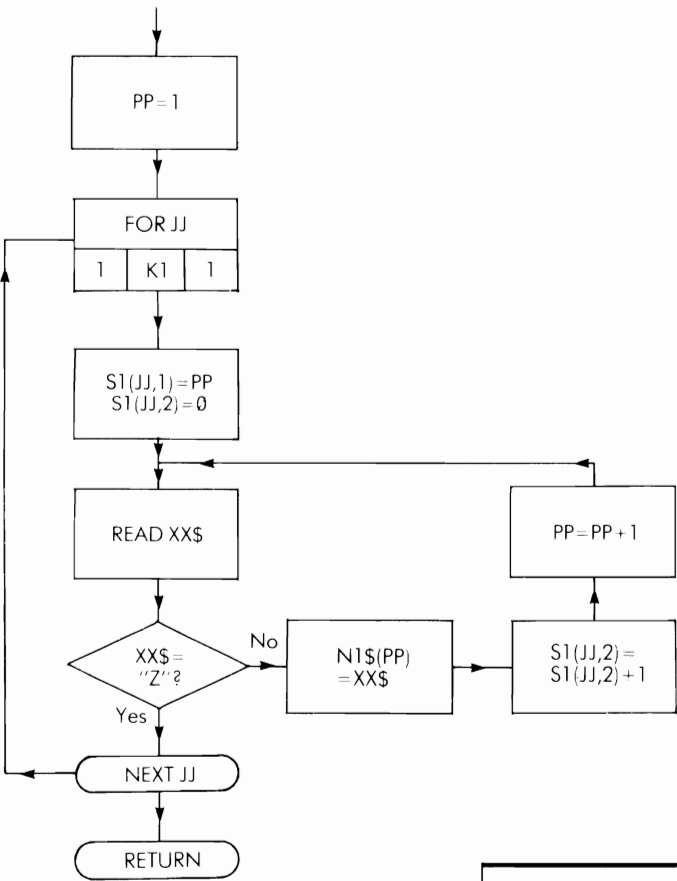 PP=1
FOR JJ
1 K1 1
S1(JJ,1)=PP
S1(JJ,2)=0
READ XX$
PP=PP+1
XX$=
"Z"?
No
N1$(PP)
=XX$
S1(JJ,2)=
S1(JJ,2)+1
Yes
NEXT JJ
RETURN